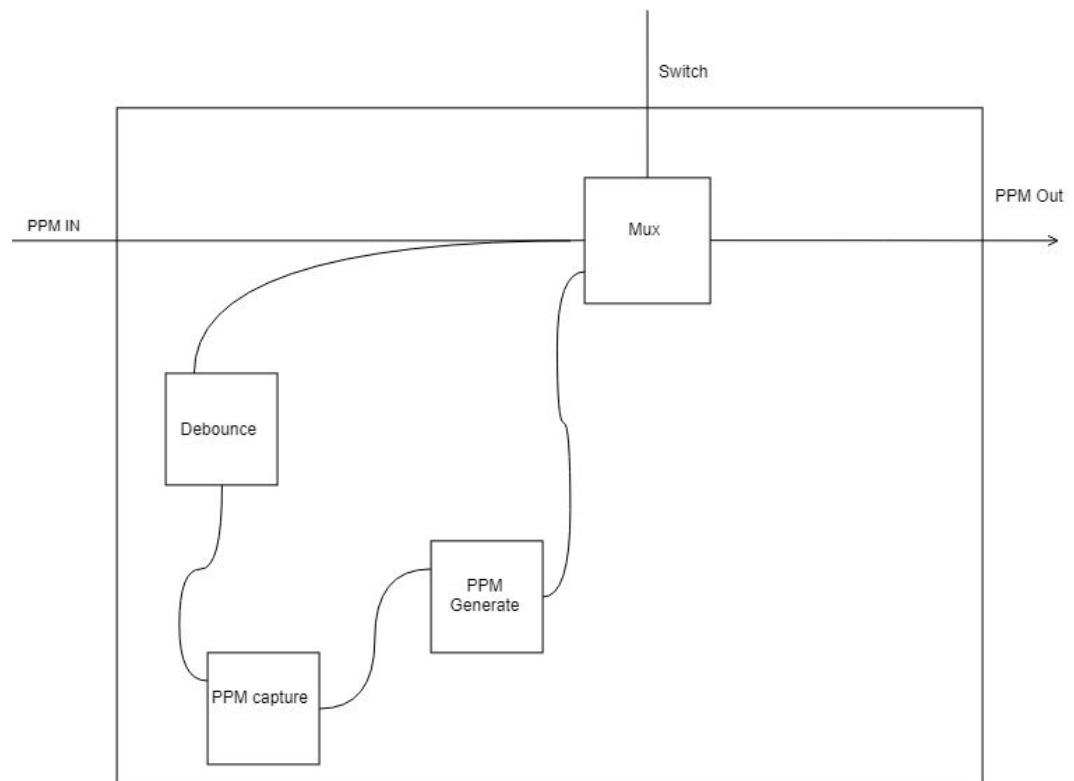 Switch
PPM Out
PPM IN
Mux
Debounce
PPM
Generate
PPM capture